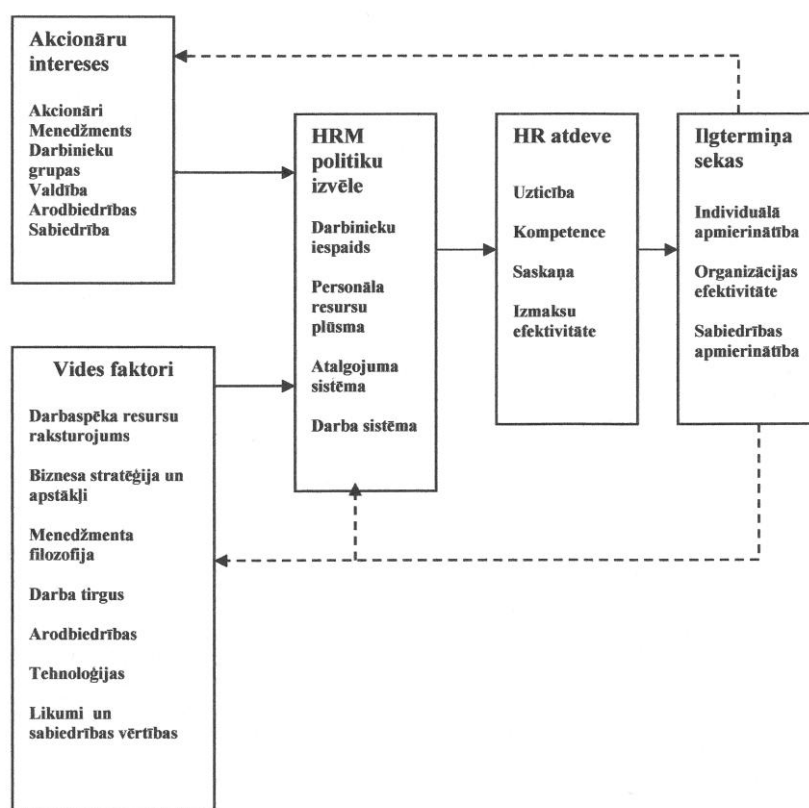 Akcionāru
intereses
Akcionāri
Menedžments
Darbinieku
grupas
Valdība
Arodbiedrības
Sabiedrība
Vides faktori
Darbaspēka resursu
raksturojums
Biznesa stratēģija un
apstākļi
Menedžmenta
filozofija
Darba tirgus
Arodbiedrības
Tehnoloģijas
Likumi un
sabiedrības vērtības
HRM
politiku
izvēle
Darbinieku
iespaids
Personāla
resursu
plūsma
Atalgojuma
sistēma
Darba sistēma
HR atdeve
Uzticība
Kompetence
Saskaņa
Izmaksu
efektivitāte
Ilgtermiņa
sekas
Individuālā
apmierinātība
Organizācijas
efektivitāte
Sabiedrības
apmierinātība